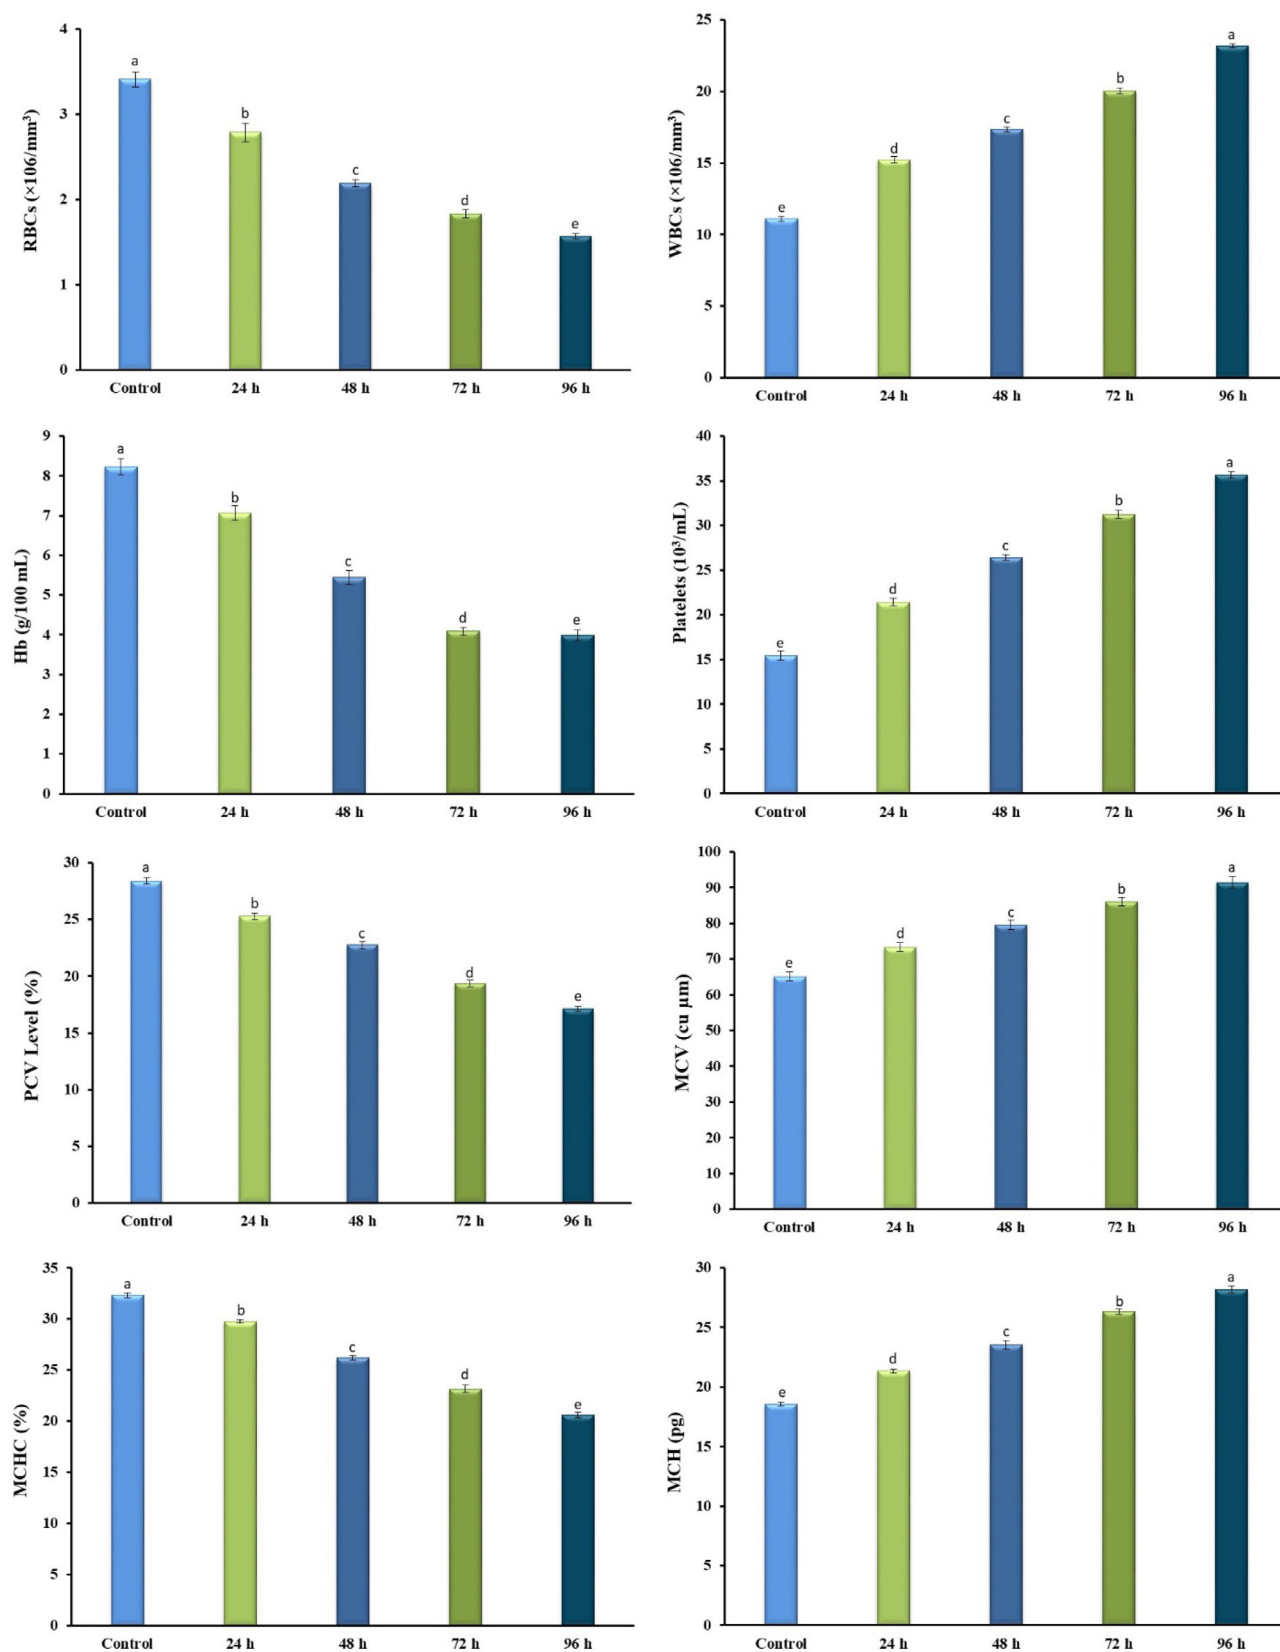 4
3
2
1
0
RBCs (×106/mm³)
a
b
c
d
e
Control 24 h 48 h 72 h 96 h
25
20
15
10
5
0
WBCs (×106/mm³)
e
d
c
b
a
Control 24 h 48 h 72 h 96 h
9
8
7
6
5
4
3
2
1
0
Hb (g/100 mL)
a
b
c
d
e
Control 24 h 48 h 72 h 96 h
40
35
30
25
20
15
10
5
0
Platelets (10³/mL)
e
d
c
b
a
Control 24 h 48 h 72 h 96 h
30
25
20
15
10
5
0
PCV Level (%)
a
b
c
d
e
Control 24 h 48 h 72 h 96 h
100
90
80
70
60
50
40
30
20
10
0
MCV (cu µm)
e
d
c
b
a
Control 24 h 48 h 72 h 96 h
35
30
25
20
15
10
5
0
MCHC (%)
a
b
c
d
e
Control 24 h 48 h 72 h 96 h
30
25
20
15
10
5
0
MCH (pg)
e
d
c
b
a
Control 24 h 48 h 72 h 96 h